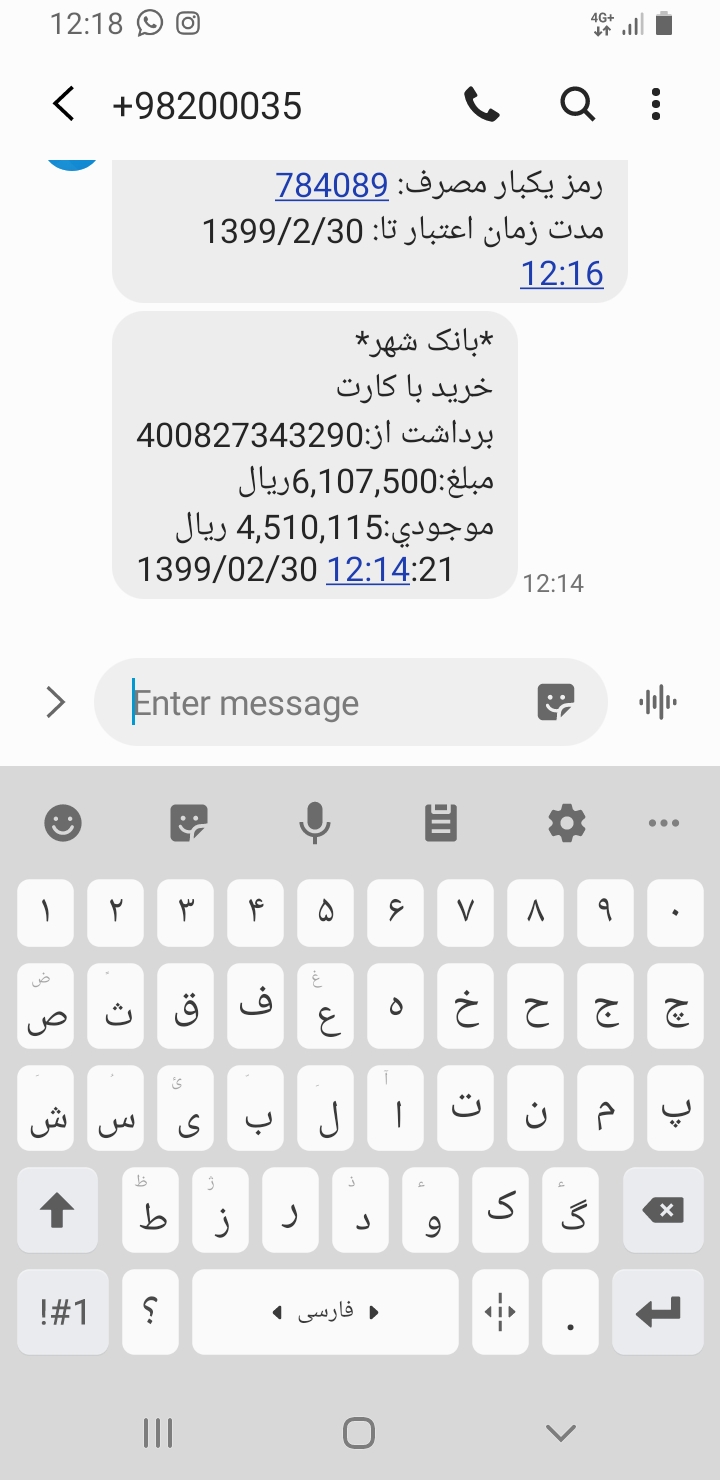 12:18
4G+
+98200035
رمز یکبار مصرف: 784089
مدت زمان اعتبار تا: 1399/2/30
12:16
*بانک شهر*
خرید با کارت
برداشت از:400827343290
مبلغ:6,107,500ریال
موجودي:4,510,115 ریال
1399/02/30 12:14:21
12:14
Enter message
۱ ۲ ۳ ۴ ۵ ۶ ۷ ۸ ۹ ۰
ض غ
ص ث ق ف ع ه خ ح ج چ
ئ آ
ش س ی ب ل ا ت ن م پ
ظ ژ ذ ء ء
ط ز ر د و ک گ
!#1 ؟ فارسی .